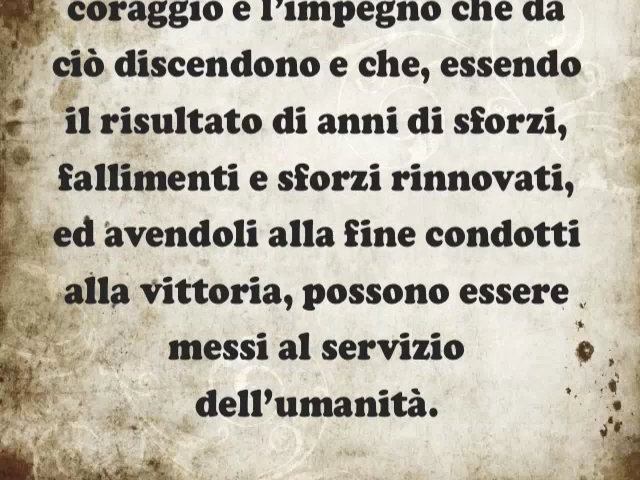 coraggio e l’impegno che da
ciò discendono e che, essendo
il risultato di anni di sforzi,
fallimenti e sforzi rinnovati,
ed avendoli alla fine condotti
alla vittoria, possono essere
messi al servizio
dell’umanità.